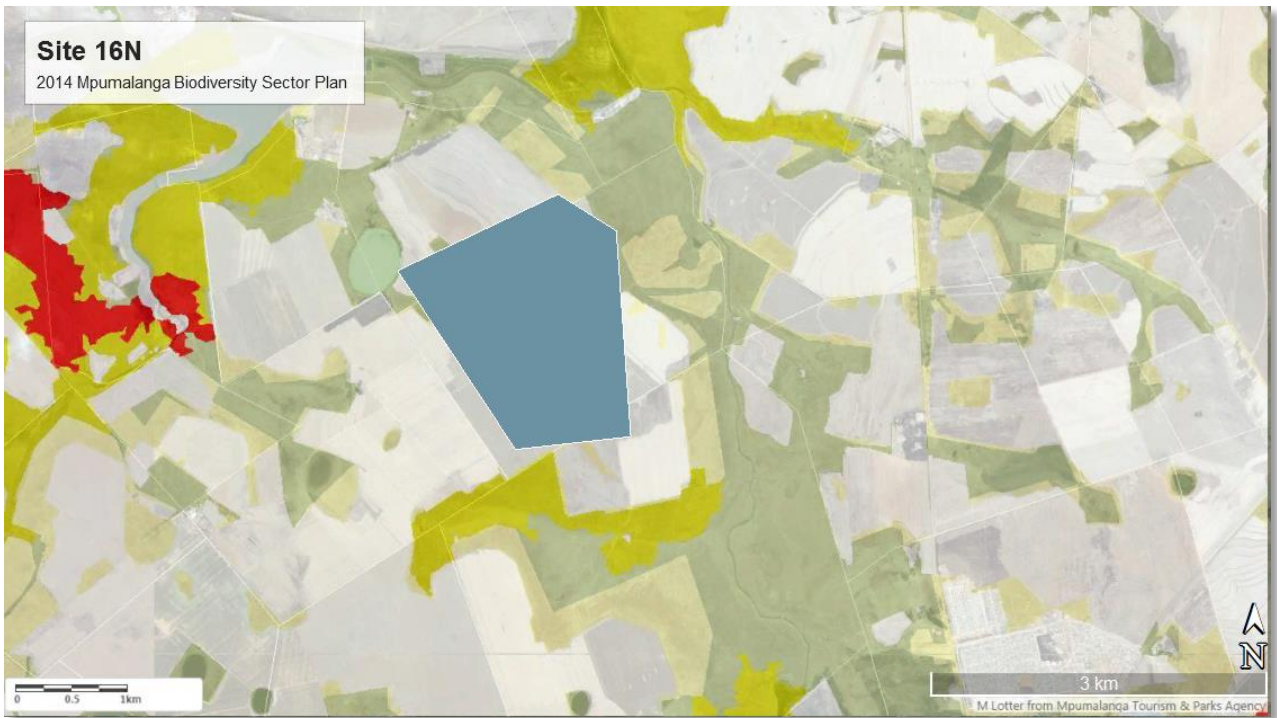 Site 16N
2014 Mpumalanga Biodiversity Sector Plan
N
0 0.5 1km
3 km
M Lotter from Mpumalanga Tourism & Parks Agency